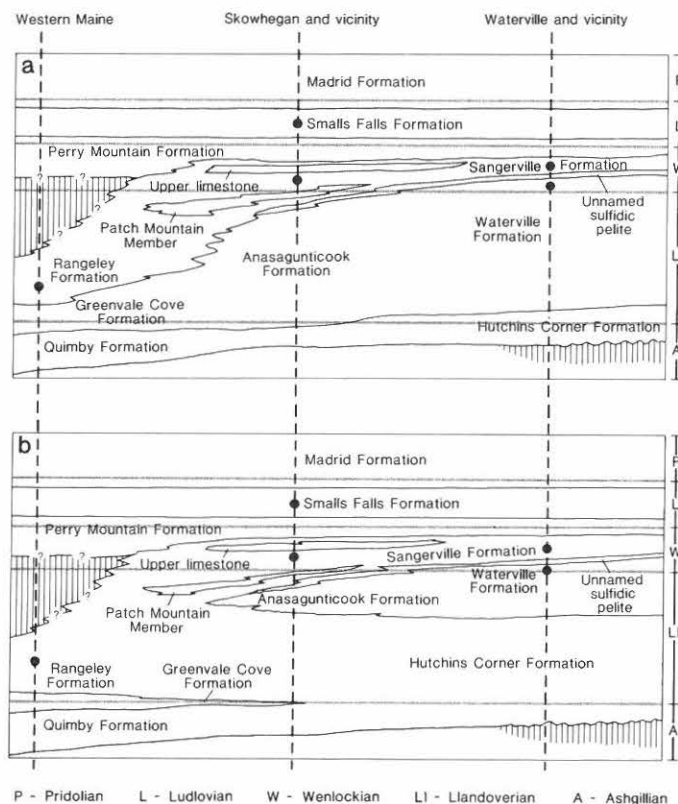 Western Maine
Skowhegan and vicinity
Waterville and vicinity
a
Madrid Formation
P
Smalls Falls Formation
L
Perry Mountain Formation
Sangerville Formation
W
? ? ?
Upper limestone
Unnamed
sulfidic
pelite
Patch Mountain
Member
Waterville
Formation
?
Anasagunticook
Formation
?
Rangeley
Formation
Greenvale Cove
Formation
Hutchins Corner Formation
Quimby Formation
A
b
Madrid Formation
P
Smalls Falls Formation
L
Perry Mountain Formation
Sangerville Formation
W
? ? ?
Upper limestone
Waterville
Formation
Unnamed
sulfidic
pelite
Patch Mountain
Member
Anasagunticook Formation
?
?
Ll
Rangeley
Formation
Greenvale Cove
Formation
Hutchins Corner Formation
Quimby Formation
A
P - Pridolian L - Ludlovian W - Wenlockian Ll - Llandoverian A - Ashgillian